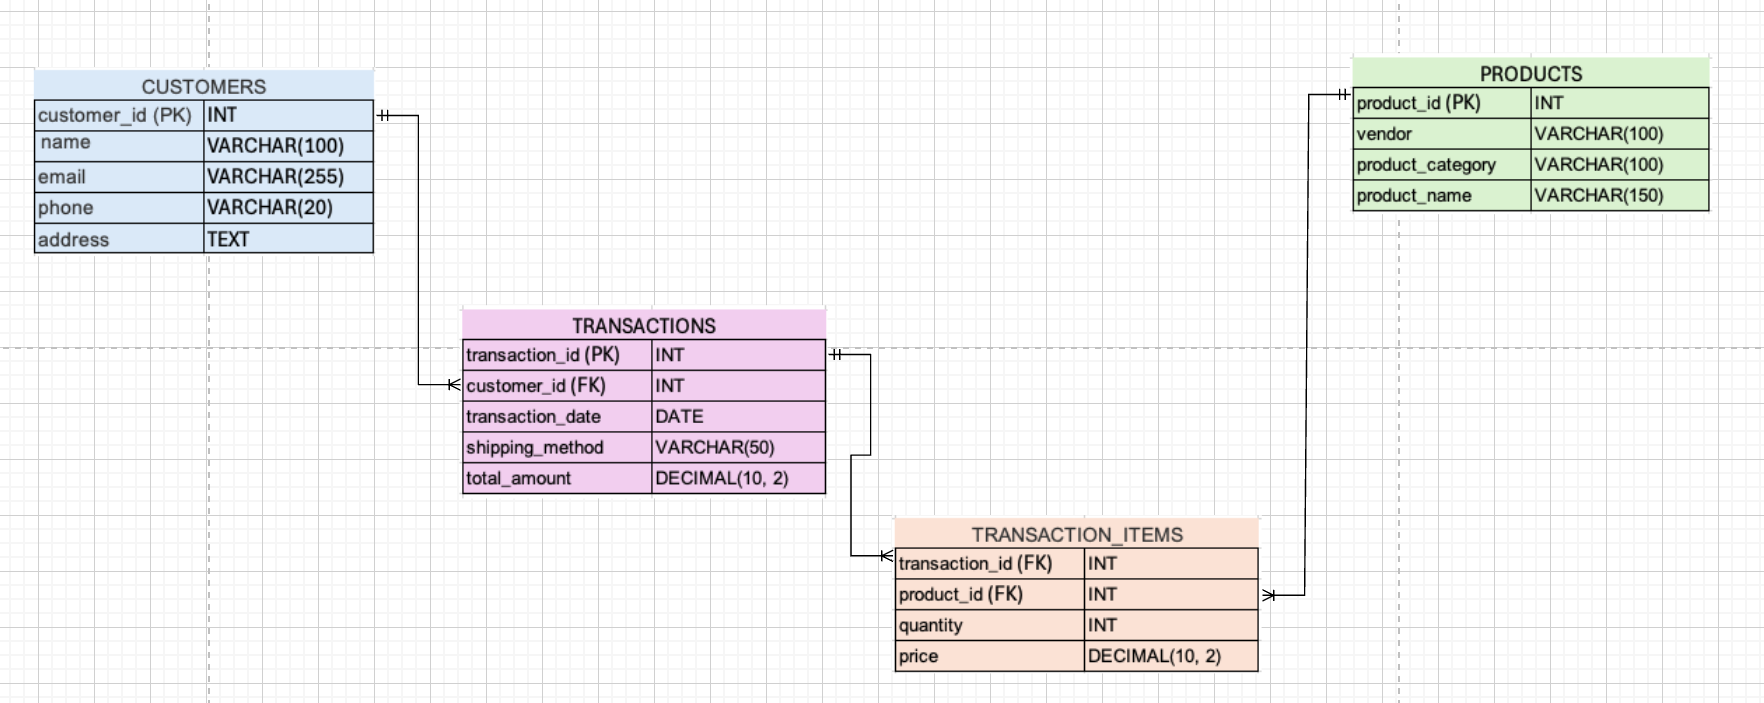 CUSTOMERS
customer_id (PK) INT
name VARCHAR(100)
email VARCHAR(255)
phone VARCHAR(20)
address TEXT
PRODUCTS
product_id (PK) INT
vendor VARCHAR(100)
product_category VARCHAR(100)
product_name VARCHAR(150)
TRANSACTIONS
transaction_id (PK) INT
customer_id (FK) INT
transaction_date DATE
shipping_method VARCHAR(50)
total_amount DECIMAL(10, 2)
TRANSACTION_ITEMS
transaction_id (FK) INT
product_id (FK) INT
quantity INT
price DECIMAL(10, 2)